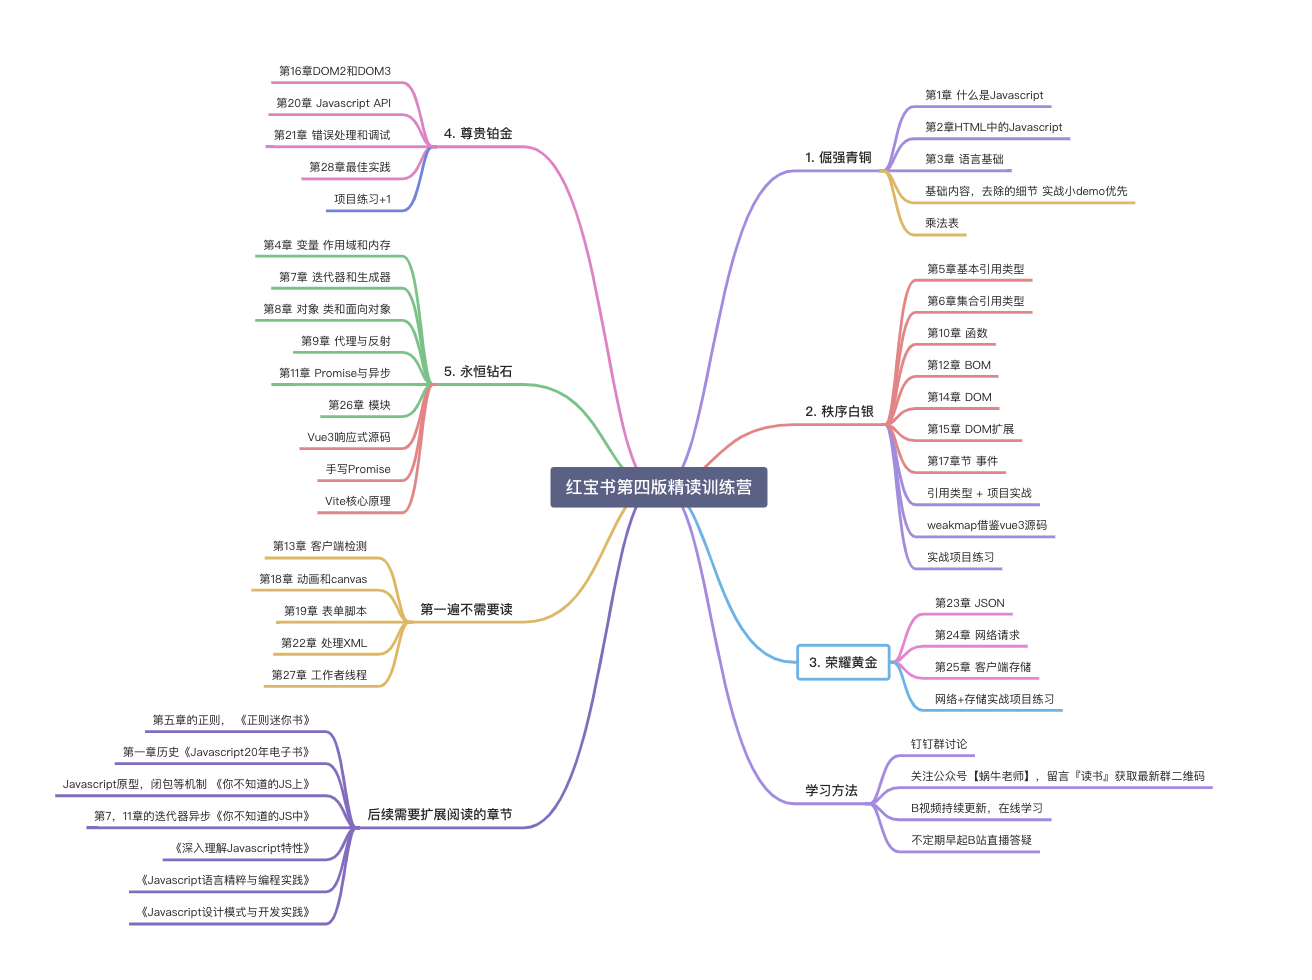 红宝书第四版精读训练营
1. 倔强青铜
第1章 什么是Javascript
第2章HTML中的Javascript
第3章 语言基础
基础内容，去除的细节 实战小demo优先
乘法表
2. 秩序白银
第5章基本引用类型
第6章集合引用类型
第10章 函数
第12章 BOM
第14章 DOM
第15章 DOM扩展
第17章节 事件
引用类型 + 项目实战
weakmap借鉴vue3源码
实战项目练习
3. 荣耀黄金
第23章 JSON
第24章 网络请求
第25章 客户端存储
网络+存储实战项目练习
学习方法
钉钉群讨论
关注公众号【蜗牛老师】，留言『读书』获取最新群二维码
B视频持续更新，在线学习
不定期早起B站直播答疑
4. 尊贵铂金
第16章DOM2和DOM3
第20章 Javascript API
第21章 错误处理和调试
第28章最佳实践
项目练习+1
5. 永恒钻石
第4章 变量 作用域和内存
第7章 迭代器和生成器
第8章 对象 类和面向对象
第9章 代理与反射
第11章 Promise与异步
第26章 模块
Vue3响应式源码
手写Promise
Vite核心原理
第一遍不需要读
第13章 客户端检测
第18章 动画和canvas
第19章 表单脚本
第22章 处理XML
第27章 工作者线程
后续需要扩展阅读的章节
第五章的正则， 《正则迷你书》
第一章历史《Javascript20年电子书》
Javascript原型，闭包等机制 《你不知道的JS上》
第7，11章的迭代器异步《你不知道的JS中》
《深入理解Javascript特性》
《Javascript语言精粹与编程实践》
《Javascript设计模式与开发实践》